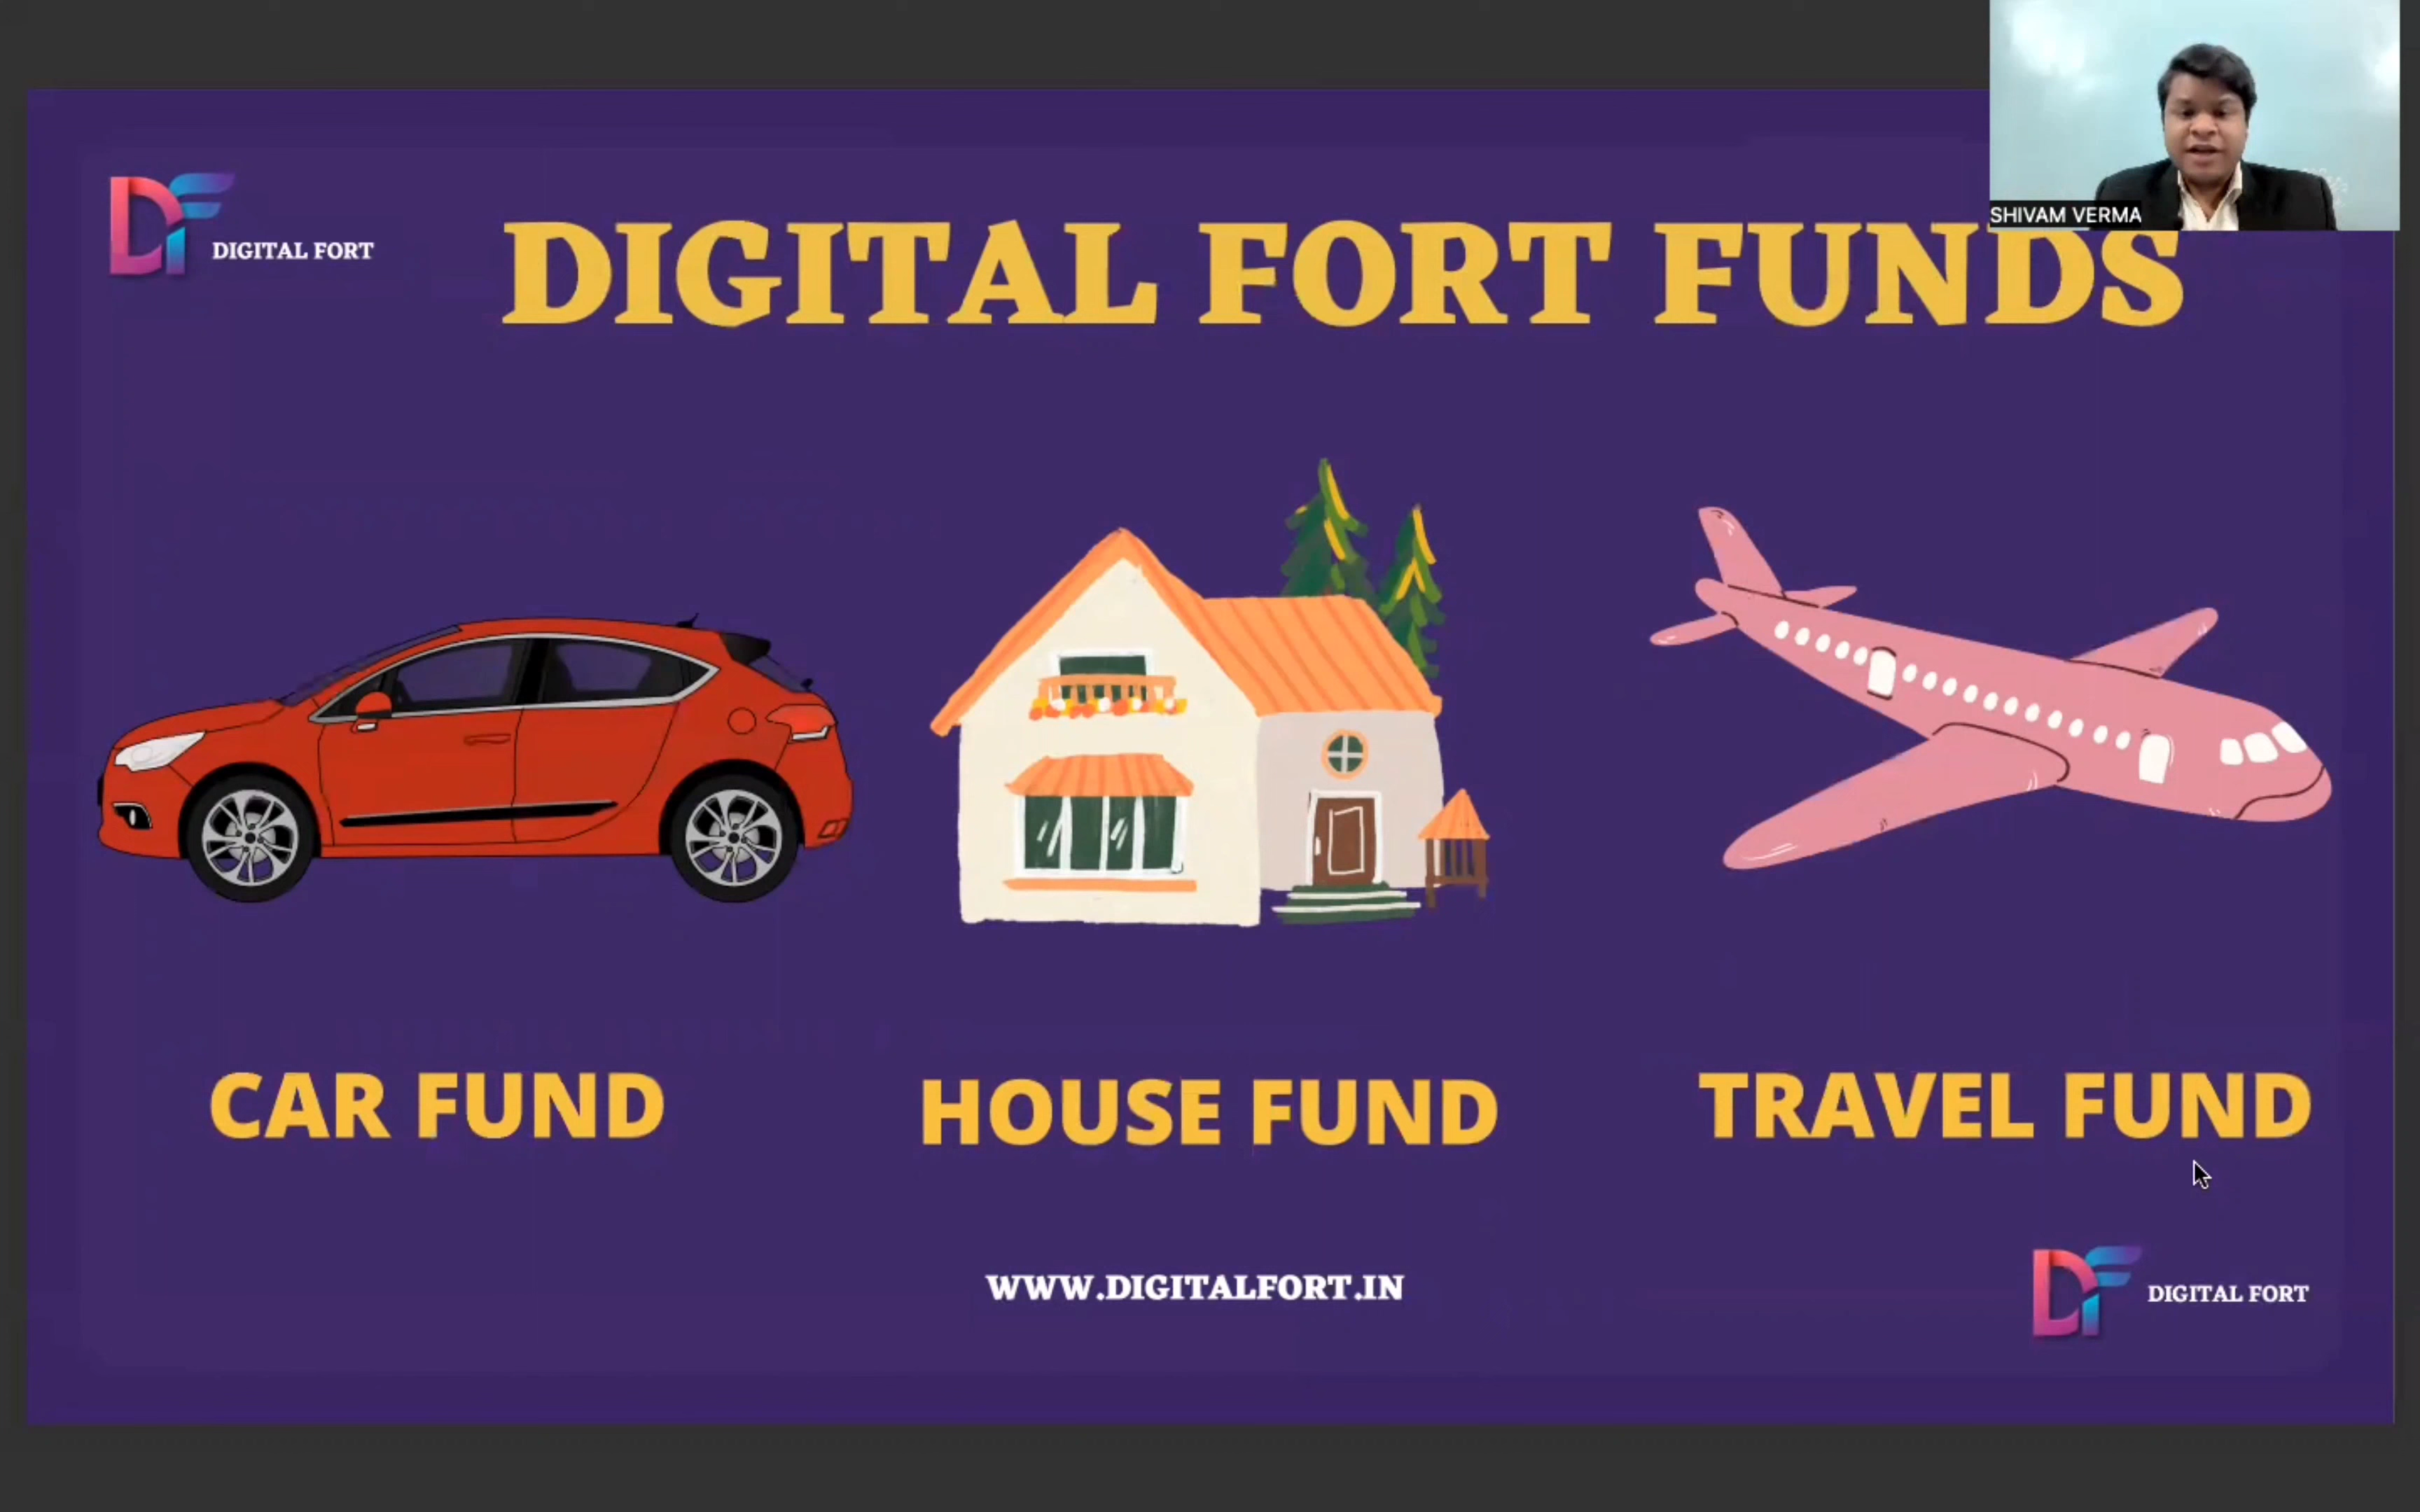 SHIVAM VERMA
DIGITAL FORT
DIGITAL FORT FUNDS
CAR FUND
HOUSE FUND
TRAVEL FUND
WWW.DIGITALFORT.IN
DIGITAL FORT